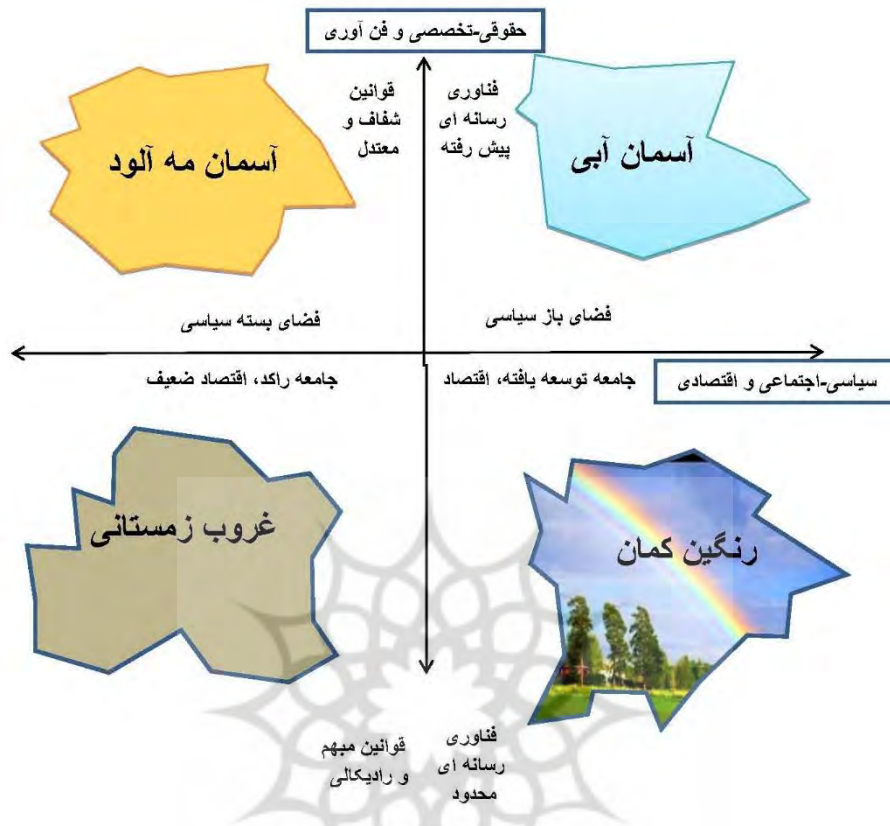 حقوقی-تخصصی و فن آوری
فناوری
رسانه ای
پیش رفته
قوانین
شفاف و
معتدل
آسمان آبی
آسمان مه آلود
فضای باز سیاسی
فضای بسته سیاسی
سیاسی-اجتماعی و اقتصادی
جامعه توسعه یافته، اقتصاد
جامعه راکد، اقتصاد ضعیف
رنگین کمان
غروب زمستانی
فناوری
رسانه ای
محدود
قوانین مبهم
و رادیکالی